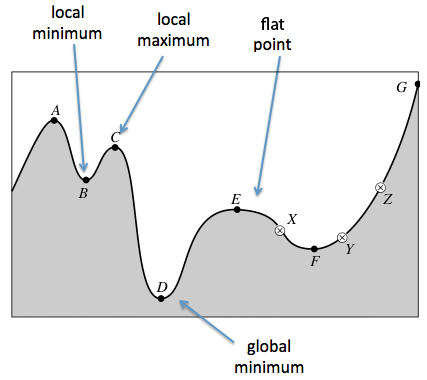 local
minimum
local
maximum
flat
point
A
B
C
D
E
X
F
Y
Z
G
global
minimum